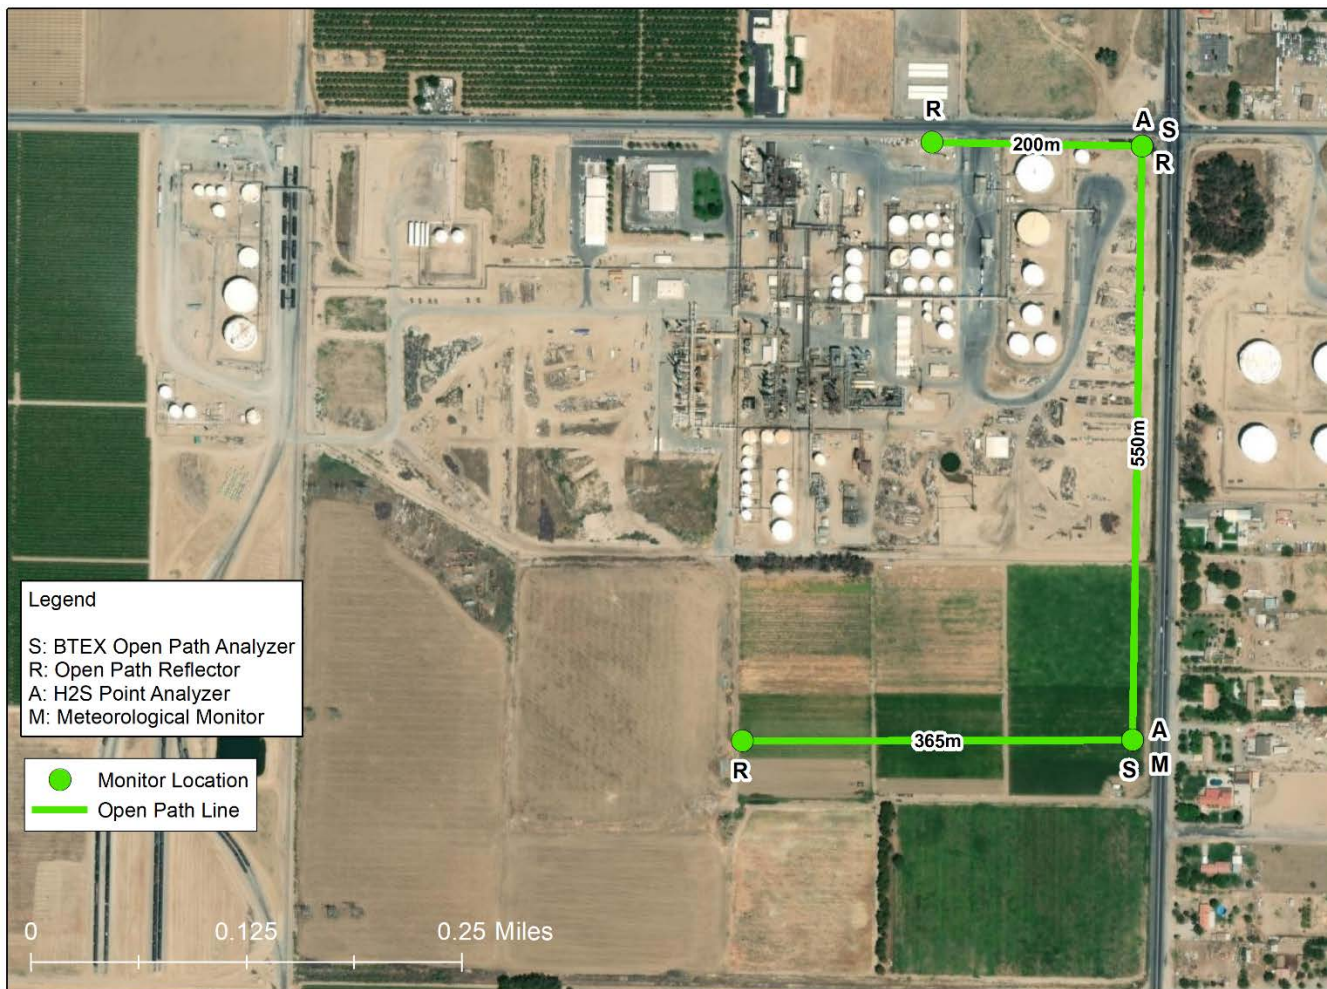 R
A
S
200m
R
550m
Legend
S: BTEX Open Path Analyzer
R: Open Path Reflector
A: H2S Point Analyzer
M: Meteorological Monitor
A
365m
R
S
M
Monitor Location
Open Path Line
0
0.125
0.25 Miles